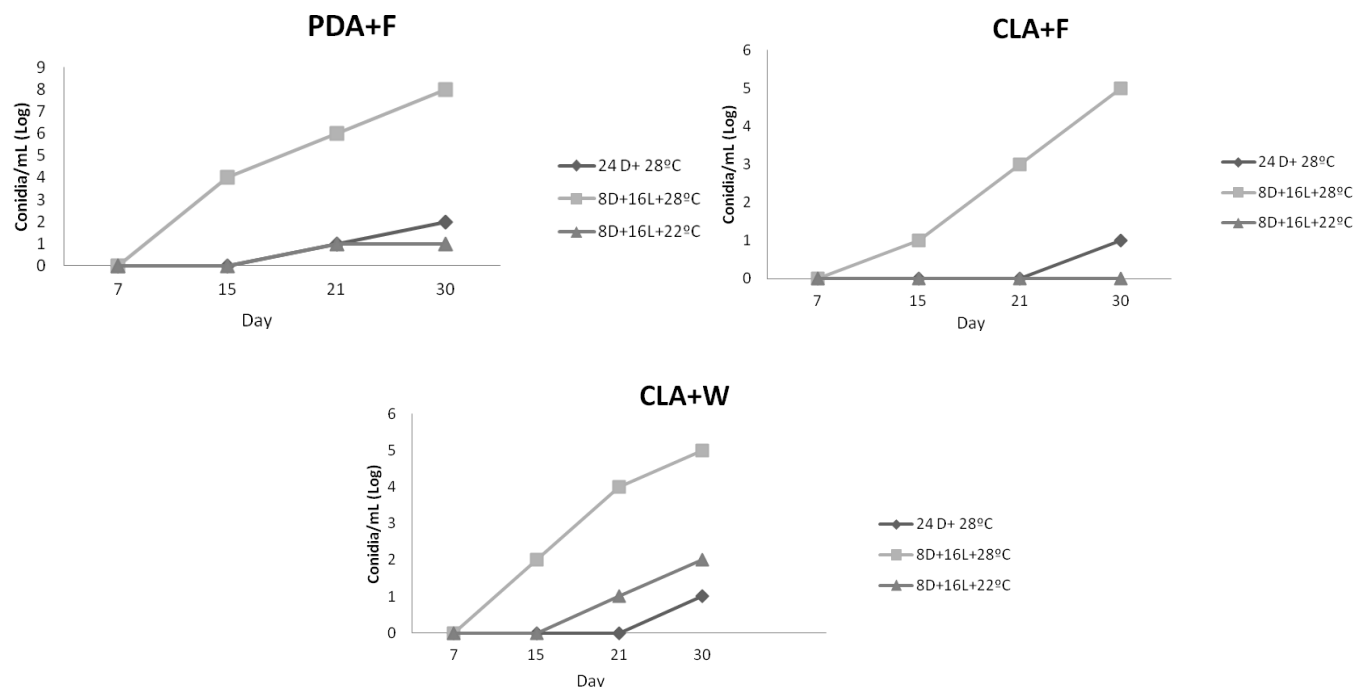 PDA+F
Conidia/mL (Log)
9
8
7
6
5
4
3
2
1
0
7 15 21 30
Day
24 D+ 28ºC
8D+16L+28ºC
8D+16L+22ºC
CLA+F
Conidia/mL (Log)
6
5
4
3
2
1
0
7 15 21 30
Day
24 D+ 28ºC
8D+16L+28ºC
8D+16L+22ºC
CLA+W
Conidia/mL (Log)
6
5
4
3
2
1
0
7 15 21 30
Day
24 D+ 28ºC
8D+16L+28ºC
8D+16L+22ºC